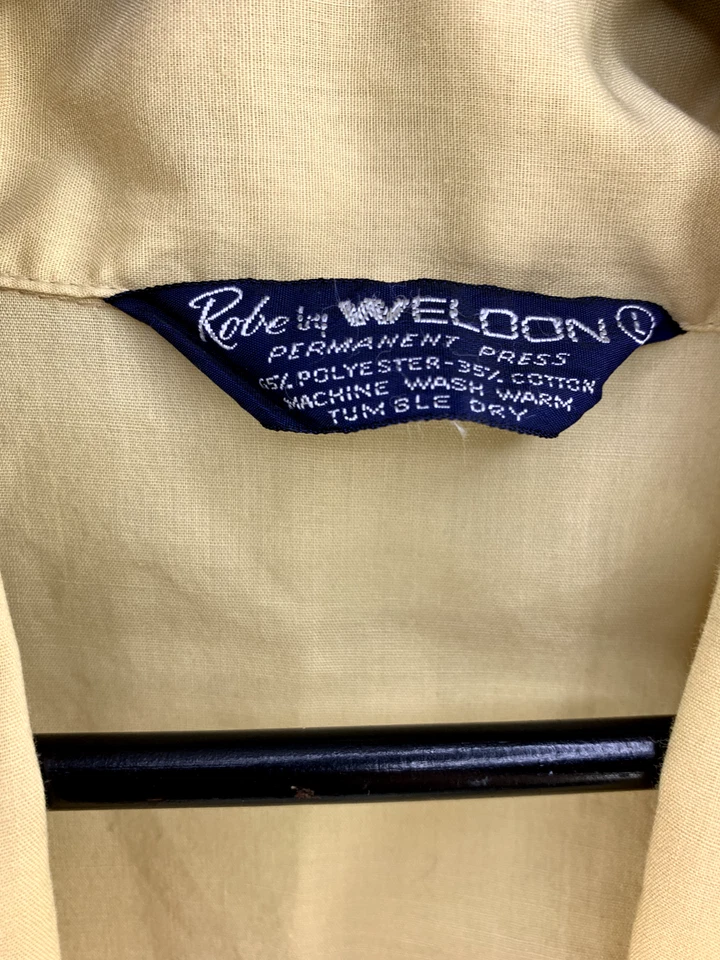 Robe by WELDON
PERMANENT PRESS
65% POLYESTER-35% COTTON
MACHINE WASH WARM
TUMBLE DRY